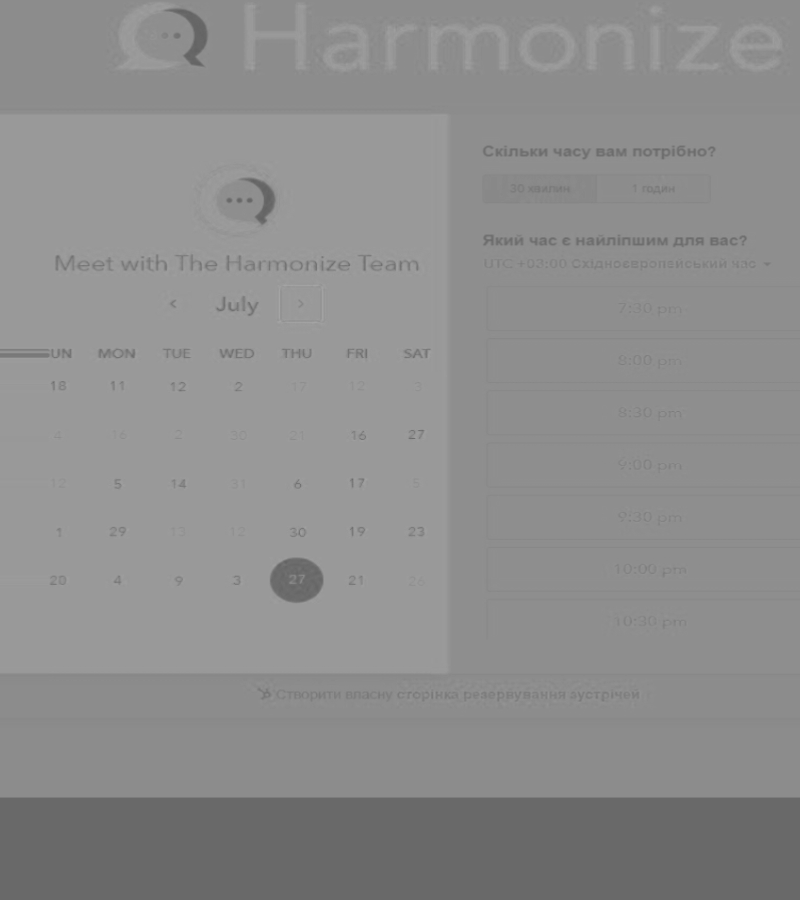 Harmonize
Meet with The Harmonize Team
July
UN MON TUE WED THU FRI SAT
18 11 12 2 17 12 3
4 16 2 30 21 16 27
12 5 14 31 6 17 5
1 29 13 12 30 19 23
20 4 9 3 27 21 26
Скільки часу вам потрібно?
30 хвилин 1 годин
Який час є найліпшим для вас?
UTC +03:00 Східноєвропейський час
7:30 pm
8:00 pm
8:30 pm
9:00 pm
9:30 pm
10:00 pm
10:30 pm
Створити власну сторінка резервування зустрічей